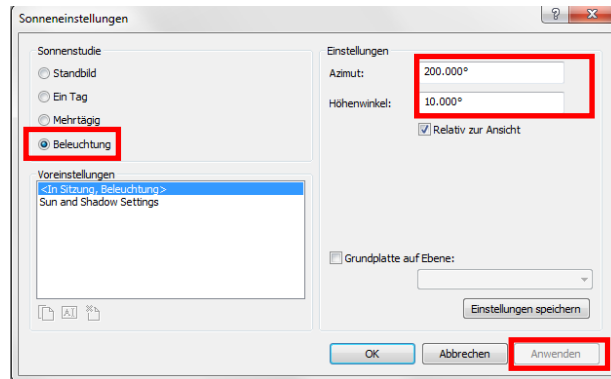 Sonneneinstellungen
Sonnenstudie
Standbild
Ein Tag
Mehrtägig
Beleuchtung
Voreinstellungen
<In Sitzung, Beleuchtung>
Sun and Shadow Settings
Einstellungen
Azimut: 200.000°
Höhenwinkel: 10.000°
Relativ zur Ansicht
Grundplatte auf Ebene:
Einstellungen speichern
OK Abbrechen Anwenden